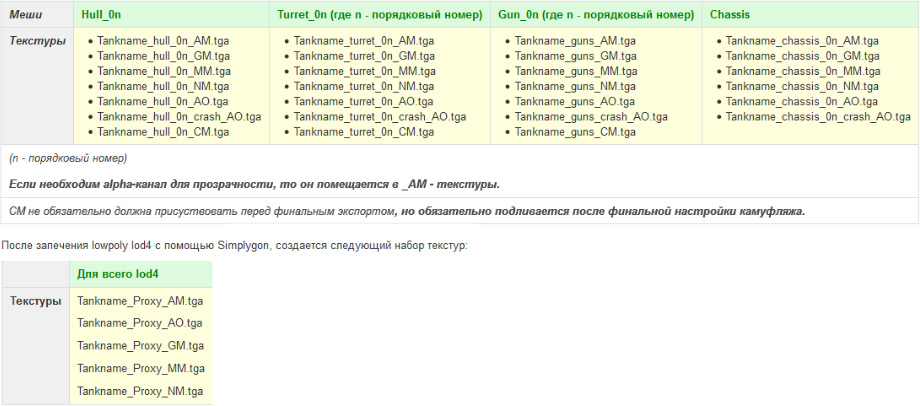 Меши
Hull_0n
Turret_0n (где n - порядковый номер)
Gun_0n (где n - порядковый номер)
Chassis
Текстуры
Tankname_hull_0n_AM.tga
Tankname_hull_0n_GM.tga
Tankname_hull_0n_MM.tga
Tankname_hull_0n_NM.tga
Tankname_hull_0n_AO.tga
Tankname_hull_0n_crash_AO.tga
Tankname_hull_0n_CM.tga
Tankname_turret_0n_AM.tga
Tankname_turret_0n_GM.tga
Tankname_turret_0n_MM.tga
Tankname_turret_0n_NM.tga
Tankname_turret_0n_AO.tga
Tankname_turret_0n_crash_AO.tga
Tankname_turret_0n_CM.tga
Tankname_guns_AM.tga
Tankname_guns_GM.tga
Tankname_guns_MM.tga
Tankname_guns_NM.tga
Tankname_guns_AO.tga
Tankname_guns_crash_AO.tga
Tankname_guns_CM.tga
Tankname_chassis_0n_AM.tga
Tankname_chassis_0n_GM.tga
Tankname_chassis_0n_MM.tga
Tankname_chassis_0n_NM.tga
Tankname_chassis_0n_AO.tga
Tankname_chassis_0n_crash_AO.tga
(n - порядковый номер)
Если необходим alpha-канал для прозрачности, то он помещается в _AM - текстуры.
CM не обязательно должна присуствовать перед финальным экспортом, но обязательно подливается после финальной настройки камуфляжа.
После запечения lowpoly lod4 с помощью Simplygon, создается следующий набор текстур:
Для всего lod4
Текстуры
Tankname_Proxy_AM.tga
Tankname_Proxy_AO.tga
Tankname_Proxy_GM.tga
Tankname_Proxy_MM.tga
Tankname_Proxy_NM.tga